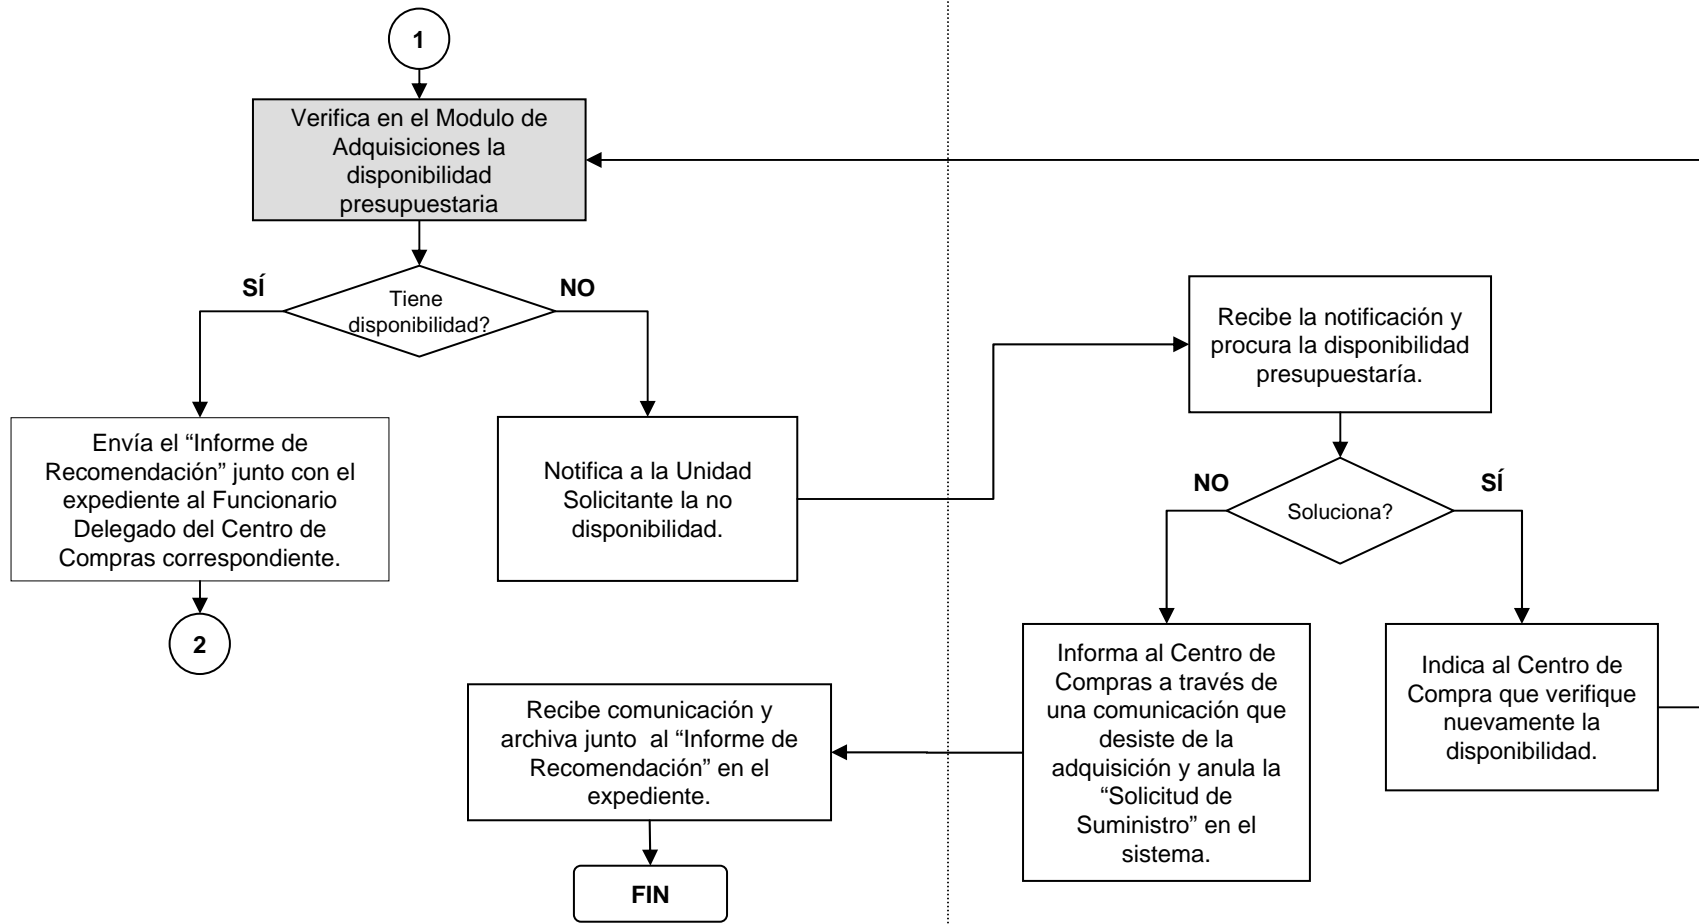 1
Verifica en el Modulo de
Adquisiciones la
disponibilidad
presupuestaria
SÍ
Tiene
disponibilidad?
NO
Envía el “Informe de
Recomendación” junto con el
expediente al Funcionario
Delegado del Centro de
Compras correspondiente.
2
Notifica a la Unidad
Solicitante la no
disponibilidad.
Recibe la notificación y
procura la disponibilidad
presupuestaría.
NO
Soluciona?
SÍ
Informa al Centro de
Compras a través de
una comunicación que
desiste de la
adquisición y anula la
“Solicitud de
Suministro” en el
sistema.
Indica al Centro de
Compra que verifique
nuevamente la
disponibilidad.
Recibe comunicación y
archiva junto  al “Informe de
Recomendación” en el
expediente.
FIN